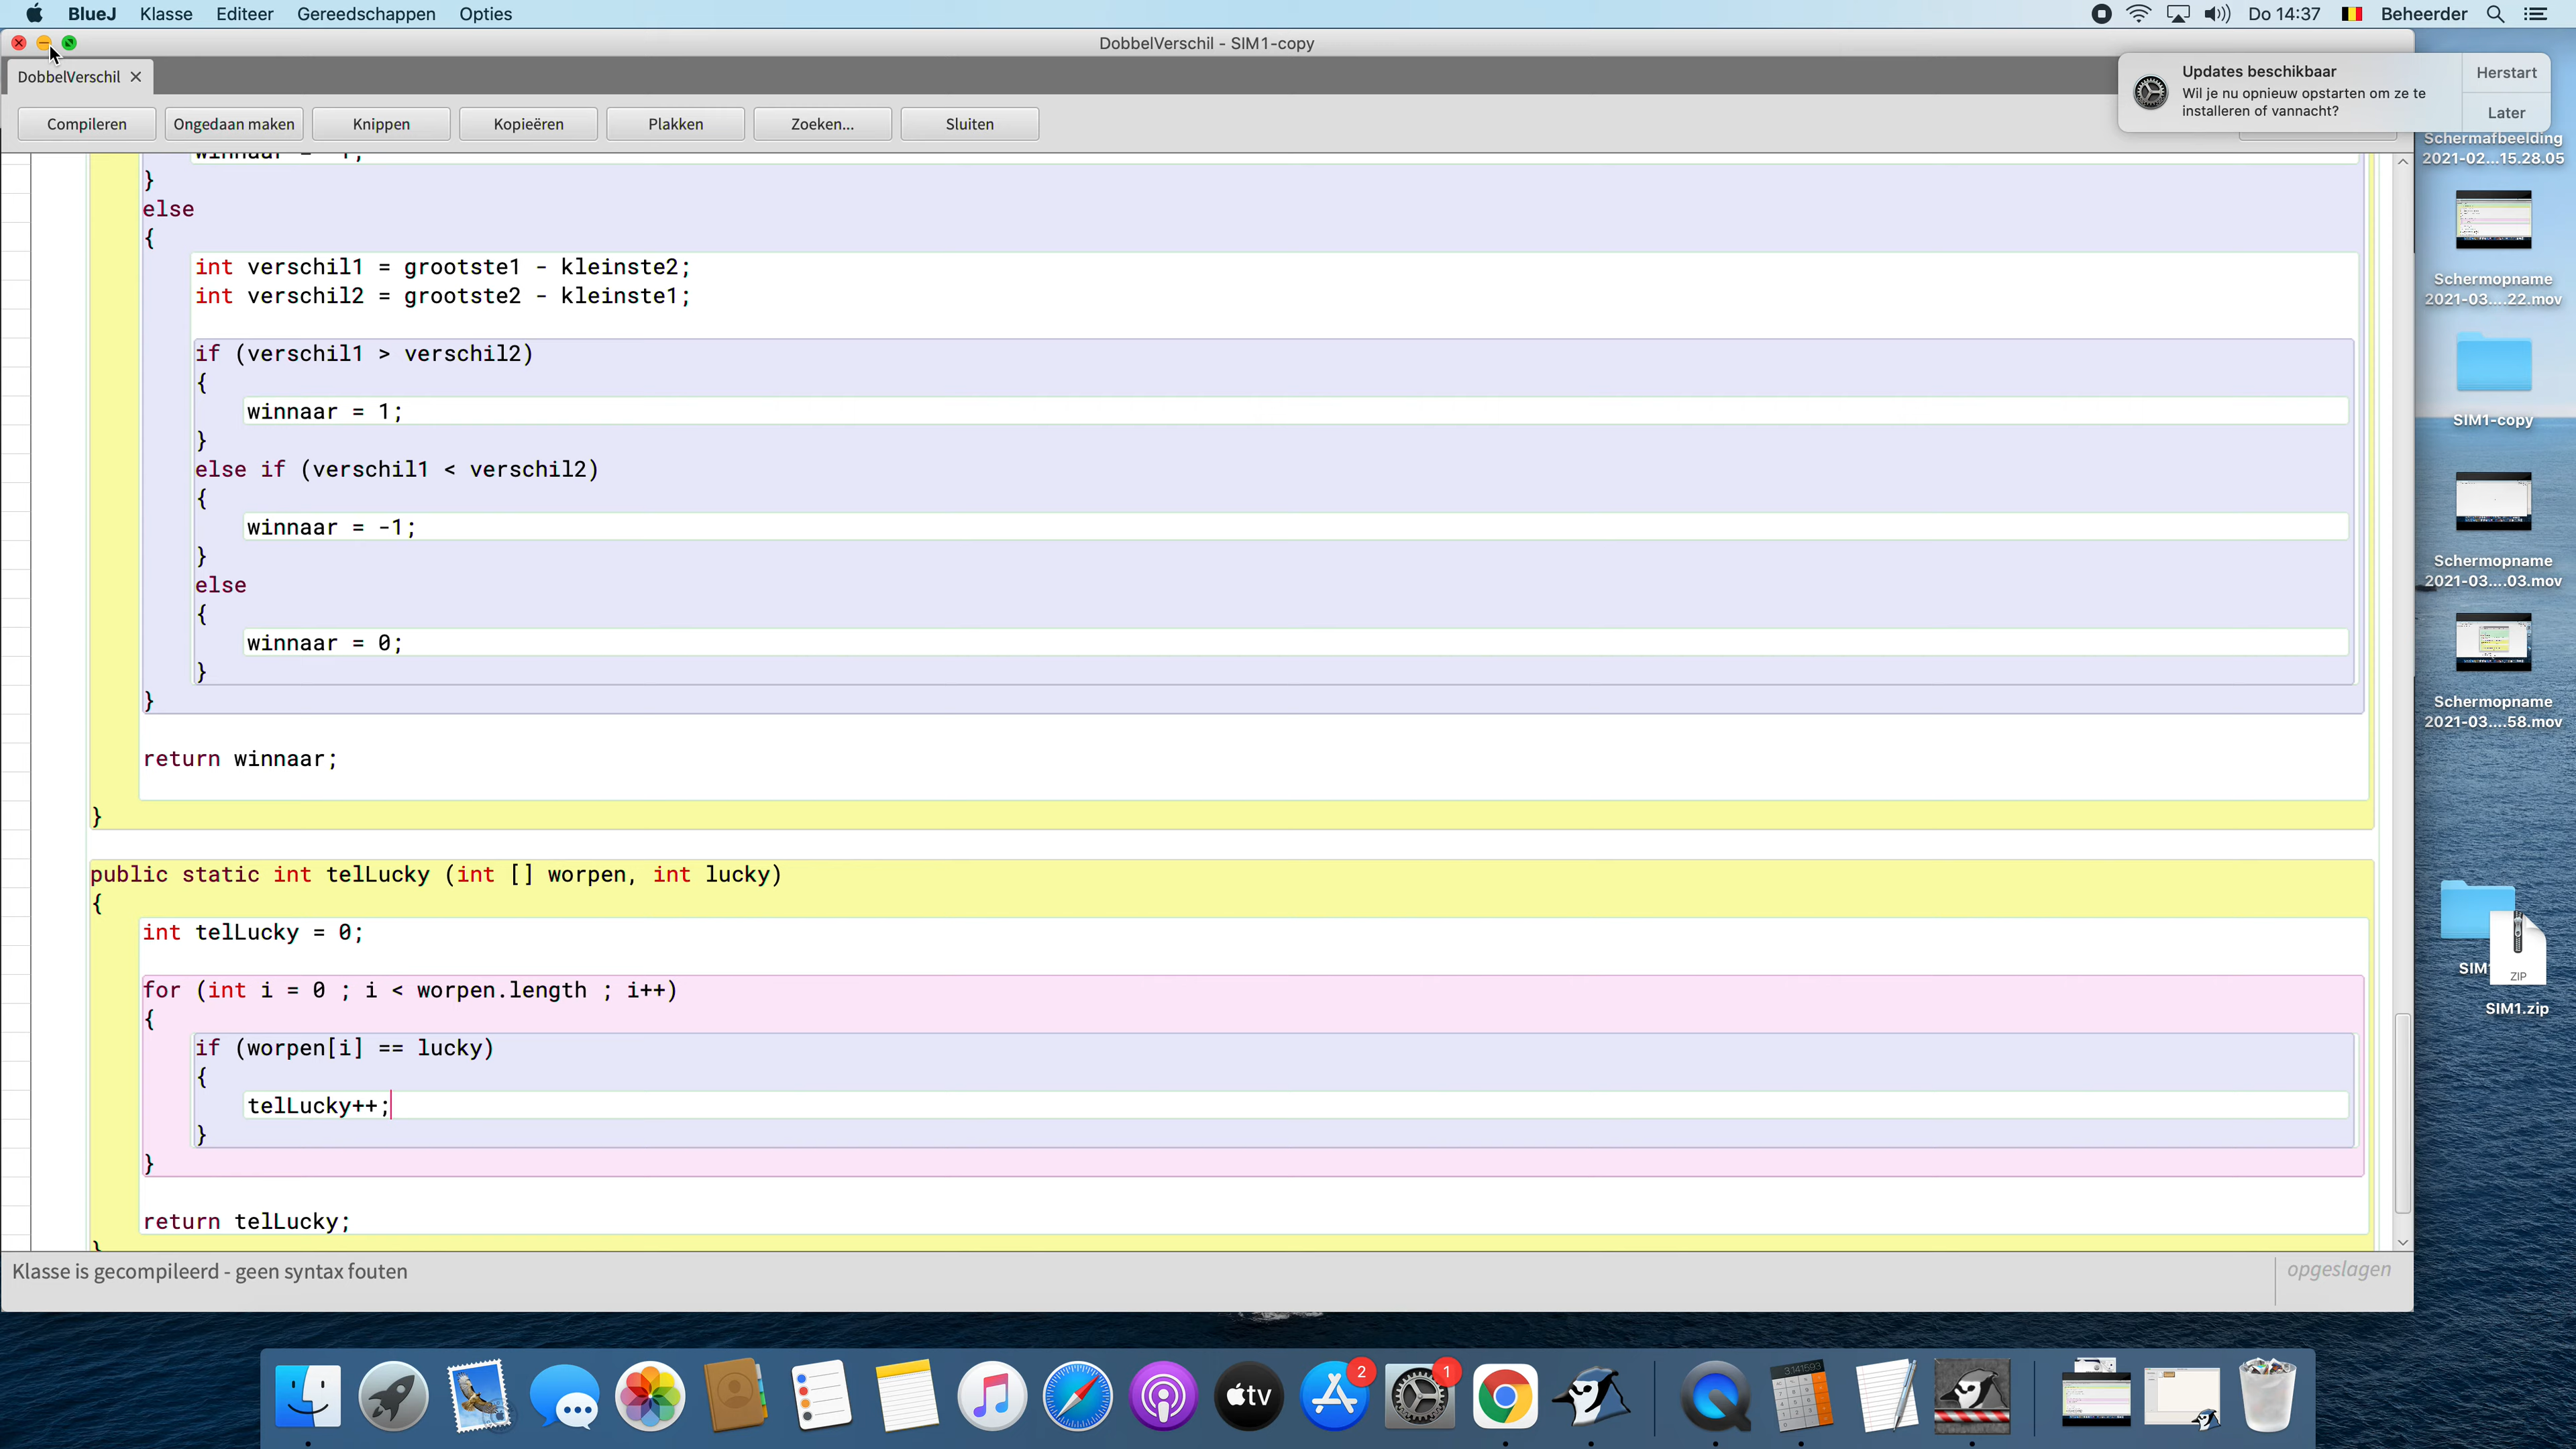 BlueJ Klasse Editeer Gereedschappen Opties Do 14:37 Beheerder
DobbelVerschil - SIM1-copy
DobbelVerschil
Compileren Ongedaan maken Knippen Kopieëren Plakken Zoeken... Sluiten
Updates beschikbaar
Wil je nu opnieuw opstarten om ze te
installeren of vannacht?
Herstart
Later
}
else
{
int verschil1 = grootste1 - kleinste2;
int verschil2 = grootste2 - kleinste1;
if (verschil1 > verschil2)
{
winnaar = 1;
}
else if (verschil1 < verschil2)
{
winnaar = -1;
}
else
{
winnaar = 0;
}
}
return winnaar;
}
public static int telLucky (int [] worpen, int lucky)
{
int telLucky = 0;
for (int i = 0 ; i < worpen.length ; i++)
{
if (worpen[i] == lucky)
{
telLucky++;
}
}
return telLucky;
}
Klasse is gecompileerd - geen syntax fouten
opgeslagen
Schermafbeelding
2021-02...15.28.05
Schermopname
2021-03....22.mov
SIM1-copy
Schermopname
2021-03....03.mov
Schermopname
2021-03....58.mov
SIM
ZIP
SIM1.zip
tv
2
1
3.141593